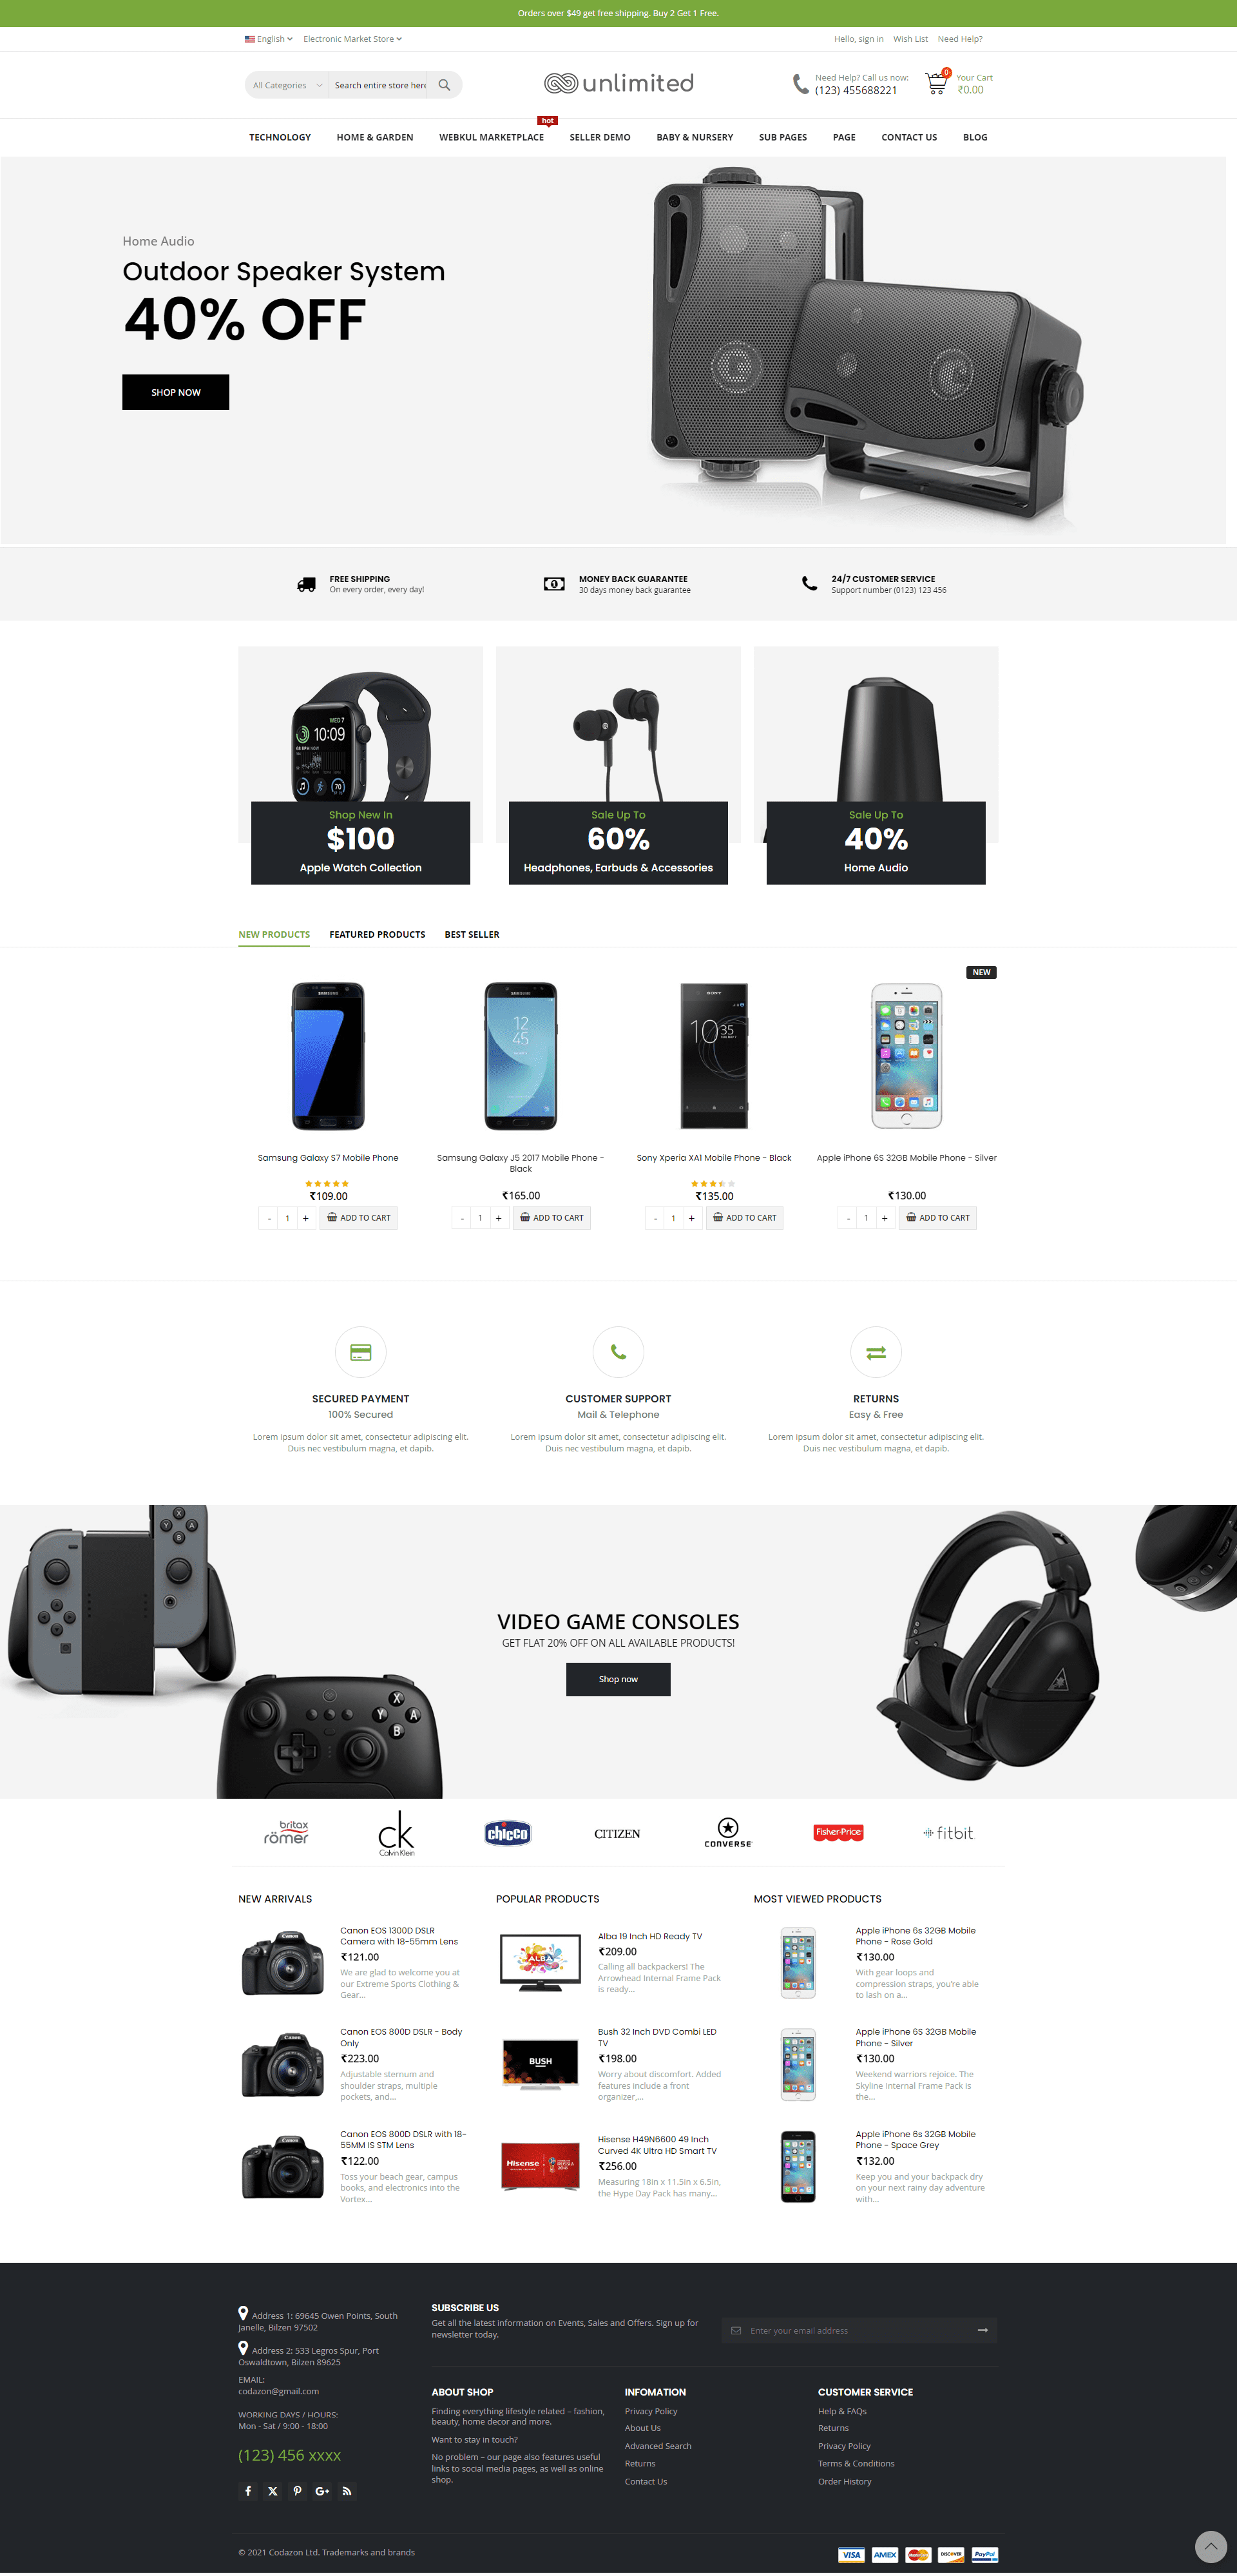 Orders over $49 get free shipping. Buy 2 Get 1 Free.
English
Electronic Market Store
Hello, sign in
Wish List
Need Help?
All Categories
Search entire store here
unlimited
Need Help? Call us now:
(123) 455688221
0
Your Cart
₹0.00
hot
TECHNOLOGY
HOME & GARDEN
WEBKUL MARKETPLACE
SELLER DEMO
BABY & NURSERY
SUB PAGES
PAGE
CONTACT US
BLOG
Home Audio
Outdoor Speaker System
40% OFF
SHOP NOW
FREE SHIPPING
On every order, every day!
MONEY BACK GUARANTEE
30 days money back guarantee
24/7 CUSTOMER SERVICE
Support number (0123) 123 456
WED 7
10:09
Shop New In
$100
Apple Watch Collection
Sale Up To
60%
Headphones, Earbuds & Accessories
Sale Up To
40%
Home Audio
NEW PRODUCTS
FEATURED PRODUCTS
BEST SELLER
NEW
SAMSUNG
SAMSUNG
12
45
SONY
10 35
Samsung Galaxy S7 Mobile Phone
₹109.00
- 1 +
ADD TO CART
Samsung Galaxy J5 2017 Mobile Phone -
Black
₹165.00
- 1 +
ADD TO CART
Sony Xperia XA1 Mobile Phone - Black
₹135.00
- 1 +
ADD TO CART
Apple iPhone 6S 32GB Mobile Phone - Silver
₹130.00
- 1 +
ADD TO CART
SECURED PAYMENT
100% Secured
Lorem ipsum dolor sit amet, consectetur adipiscing elit.
Duis nec vestibulum magna, et dapib.
CUSTOMER SUPPORT
Mail & Telephone
Lorem ipsum dolor sit amet, consectetur adipiscing elit.
Duis nec vestibulum magna, et dapib.
RETURNS
Easy & Free
Lorem ipsum dolor sit amet, consectetur adipiscing elit.
Duis nec vestibulum magna, et dapib.
X
Y A
B
VIDEO GAME CONSOLES
GET FLAT 20% OFF ON ALL AVAILABLE PRODUCTS!
Shop now
X
Y A
B
britax
römer
ck
Calvin Klein
chicco
CITIZEN
CONVERSE
Fisher-Price
fitbit
NEW ARRIVALS
Canon
Canon EOS 1300D DSLR
Camera with 18-55mm Lens
₹121.00
We are glad to welcome you at
our Extreme Sports Clothing &
Gear...
Canon
Canon EOS 800D DSLR - Body
Only
₹223.00
Adjustable sternum and
shoulder straps, multiple
pockets, and...
Canon
Canon EOS 800D DSLR with 18-
55MM IS STM Lens
₹122.00
Toss your beach gear, campus
books, and electronics into the
Vortex...
POPULAR PRODUCTS
ALBA
Alba 19 Inch HD Ready TV
₹209.00
Calling all backpackers! The
Arrowhead Internal Frame Pack
is ready...
BUSH
Bush 32 Inch DVD Combi LED
TV
₹198.00
Worry about discomfort. Added
features include a front
organizer,...
Hisense
Hisense H49N6600 49 Inch
Curved 4K Ultra HD Smart TV
₹256.00
Measuring 18in x 11.5in x 6.5in,
the Hype Day Pack has many...
MOST VIEWED PRODUCTS
Apple iPhone 6s 32GB Mobile
Phone - Rose Gold
₹130.00
With gear loops and
compression straps, you're able
to lash on a...
Apple iPhone 6S 32GB Mobile
Phone - Silver
₹130.00
Weekend warriors rejoice. The
Skyline Internal Frame Pack is
the...
Apple iPhone 6s 32GB Mobile
Phone - Space Grey
₹132.00
Keep you and your backpack dry
on your next rainy day adventure
with...
Address 1: 69645 Owen Points, South
Janelle, Bilzen 97502
Address 2: 533 Legros Spur, Port
Oswaldtown, Bilzen 89625
EMAIL:
codazon@gmail.com
WORKING DAYS / HOURS:
Mon - Sat / 9:00 - 18:00
(123) 456 xxxx
SUBSCRIBE US
Get all the latest information on Events, Sales and Offers. Sign up for
newsletter today.
Enter your email address
ABOUT SHOP
Finding everything lifestyle related – fashion,
beauty, home decor and more.
Want to stay in touch?
No problem – our page also features useful
links to social media pages, as well as online
shop.
INFOMATION
Privacy Policy
About Us
Advanced Search
Returns
Contact Us
CUSTOMER SERVICE
Help & FAQs
Returns
Privacy Policy
Terms & Conditions
Order History
© 2021 Codazon Ltd. Trademarks and brands
VISA
AMEX
DISCOVER
PayPal